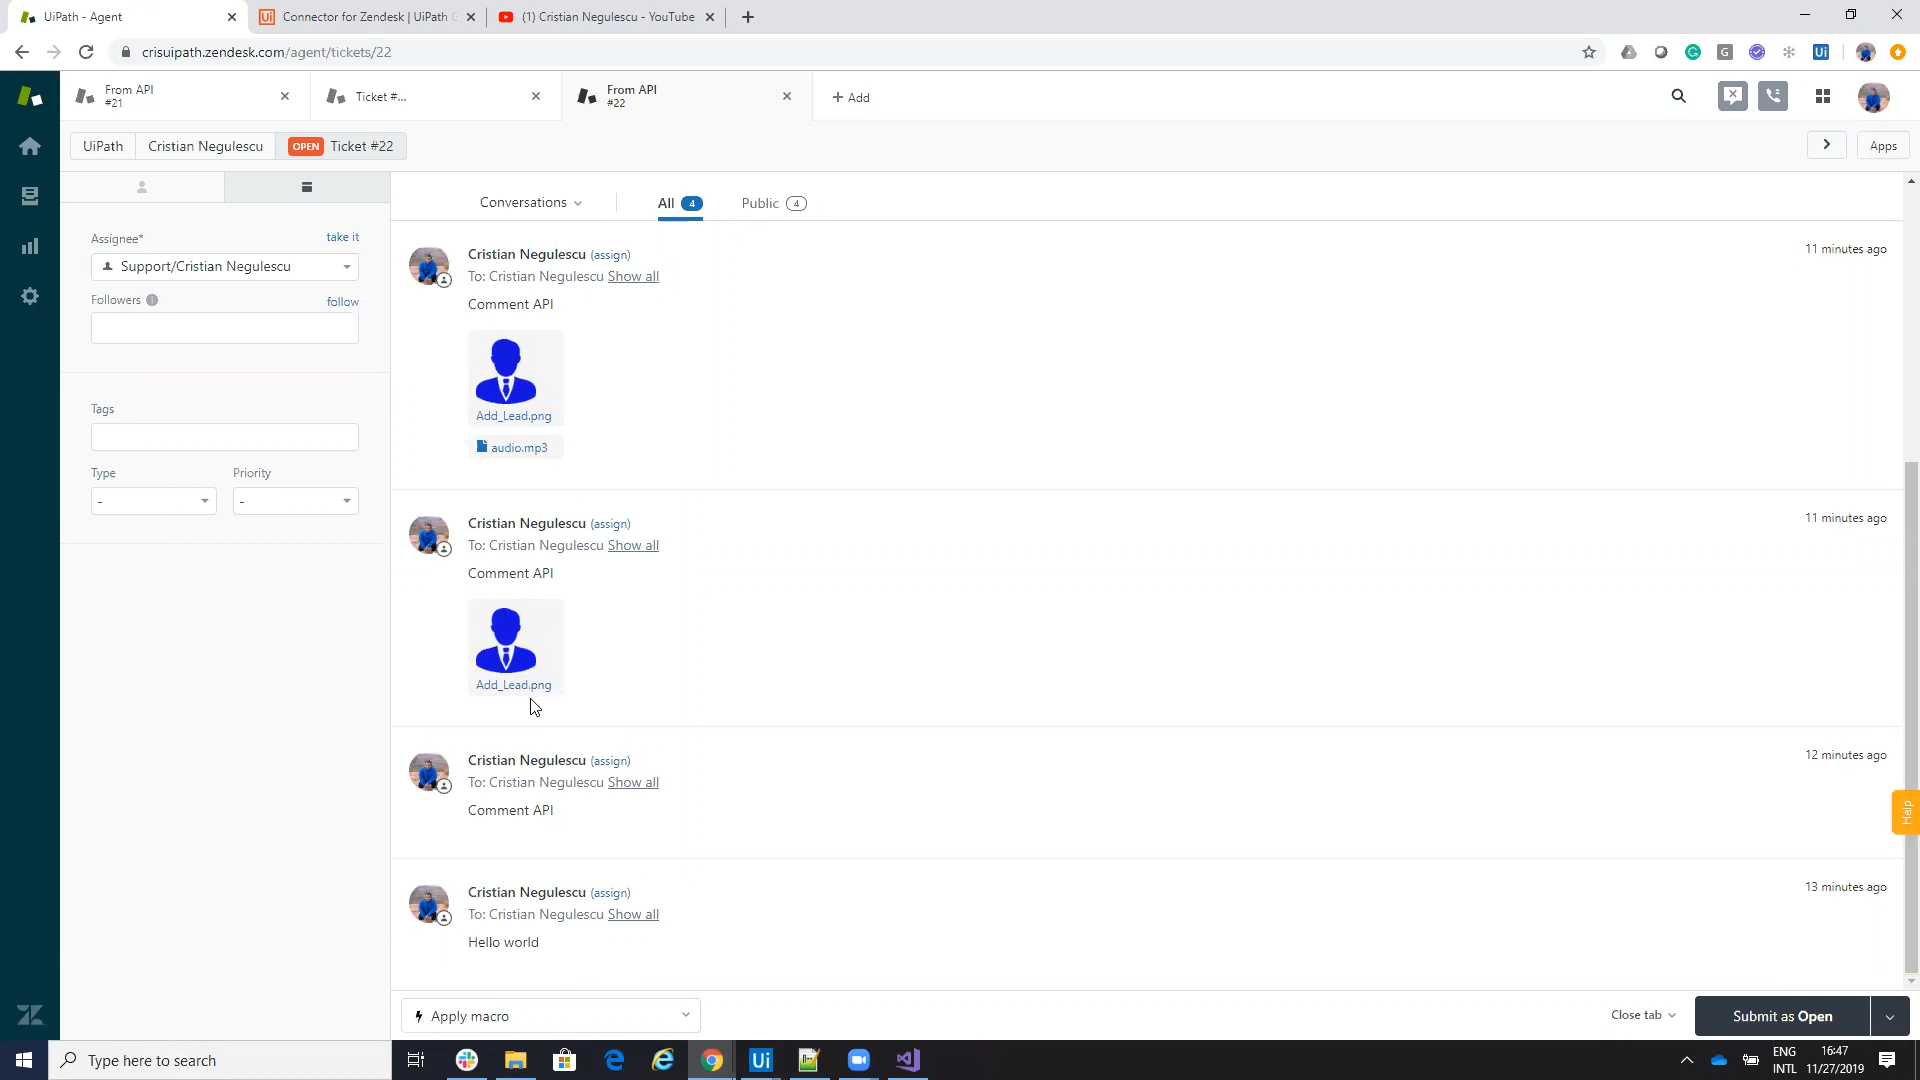 UiPath - Agent
Connector for Zendesk | UiPath G
(1) Cristian Negulescu - YouTube
crisuipath.zendesk.com/agent/tickets/22
From API
#21
Ticket #...
From API
#22
+ Add
UiPath
Cristian Negulescu
OPEN Ticket #22
Apps
Conversations
All 4
Public 4
Assignee*
take it
Support/Cristian Negulescu
Followers
follow
Tags
Type
Priority
-
-
Cristian Negulescu (assign)
11 minutes ago
To: Cristian Negulescu Show all
Comment API
Add_Lead.png
audio.mp3
Cristian Negulescu (assign)
11 minutes ago
To: Cristian Negulescu Show all
Comment API
Add_Lead.png
Cristian Negulescu (assign)
12 minutes ago
To: Cristian Negulescu Show all
Comment API
Help
Cristian Negulescu (assign)
13 minutes ago
To: Cristian Negulescu Show all
Hello world
Apply macro
Close tab
Submit as Open
Type here to search
ENG
INTL
16:47
11/27/2019